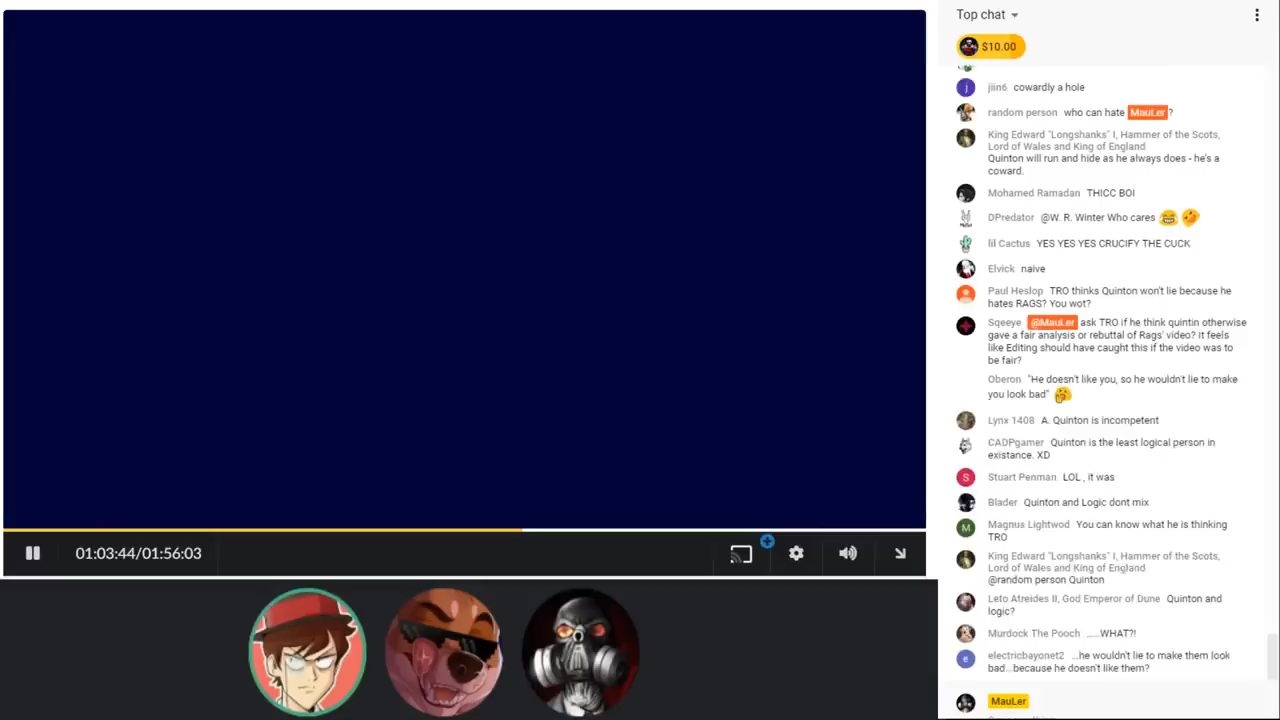 Top chat
$10.00
jiin6 cowardly a hole
random person who can hate MauLer ?
King Edward "Longshanks" I, Hammer of the Scots,
Lord of Wales and King of England
Quinton will run and hide as he always does - he's a
coward.
Mohamed Ramadan THICC BOI
DPredator @W. R. Winter Who cares 😂 🤣
lil Cactus YES YES YES CRUCIFY THE CUCK
Elvick naive
Paul Heslop TRO thinks Quinton won't lie because he
hates RAGS? You wot?
Sqeeye @MauLer ask TRO if he think quintin otherwise
gave a fair analysis or rebuttal of Rags' video? It feels
like Editing should have caught this if the video was to
be fair?
Oberon "He doesn't like you, so he wouldn't lie to make
you look bad" 🤔
Lynx 1408 A. Quinton is incompetent
CADPgamer Quinton is the least logical person in
existance. XD
Stuart Penman LOL , it was
Blader Quinton and Logic dont mix
Magnus Lightwod You can know what he is thinking
TRO
King Edward "Longshanks" I, Hammer of the Scots,
Lord of Wales and King of England
@random person Quinton
Leto Atreides II, God Emperor of Dune Quinton and
logic?
Murdock The Pooch ......WHAT?!
electricbayonet2 ...he wouldn't lie to make them look
bad...because he doesn't like them?
MauLer
01:03:44/01:56:03